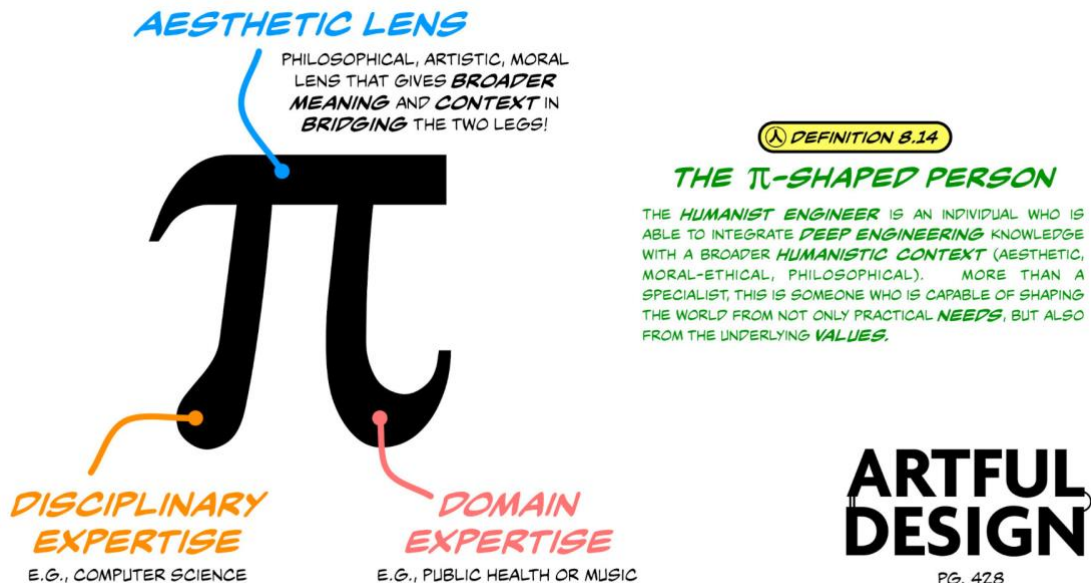 AESTHETIC LENS
PHILOSOPHICAL, ARTISTIC, MORAL
LENS THAT GIVES BROADER
MEANING AND CONTEXT IN
BRIDGING THE TWO LEGS!
π
DISCIPLINARY
EXPERTISE
E.G., COMPUTER SCIENCE
DOMAIN
EXPERTISE
E.G., PUBLIC HEALTH OR MUSIC
DEFINITION 8.14
THE π-SHAPED PERSON
THE HUMANIST ENGINEER IS AN INDIVIDUAL WHO IS
ABLE TO INTEGRATE DEEP ENGINEERING KNOWLEDGE
WITH A BROADER HUMANISTIC CONTEXT (AESTHETIC,
MORAL-ETHICAL, PHILOSOPHICAL). MORE THAN A
SPECIALIST, THIS IS SOMEONE WHO IS CAPABLE OF SHAPING
THE WORLD FROM NOT ONLY PRACTICAL NEEDS, BUT ALSO
FROM THE UNDERLYING VALUES.
ARTFUL
DESIGN
PG. 428